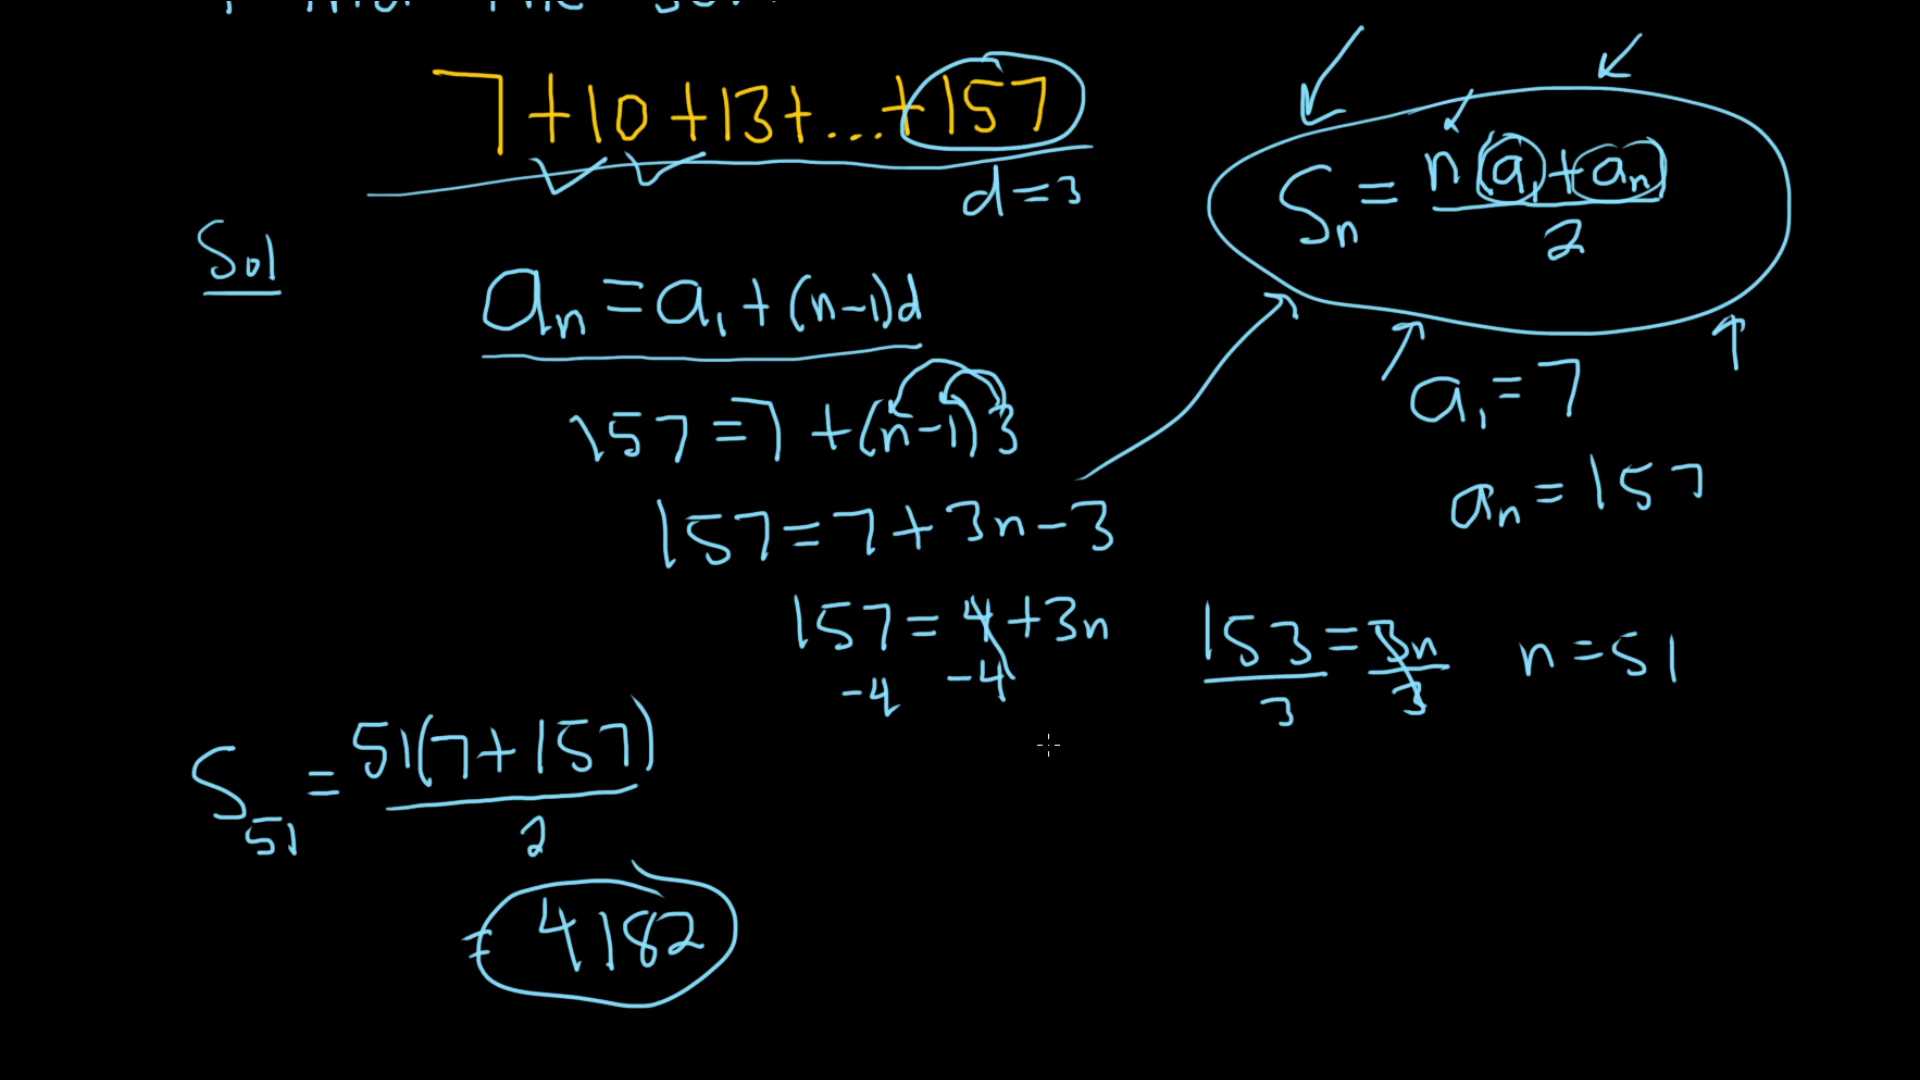 7+10+13+...+157
d=3
Sn = n(a1+an)/2
Sol
an = a1 + (n-1)d
157=7+(n-1)3
a1=7
an=157
157=7+3n-3
157=4+3n
-4 -4
153/3=3n/3
n=51
S51 = 51(7+157)/2
= 4182